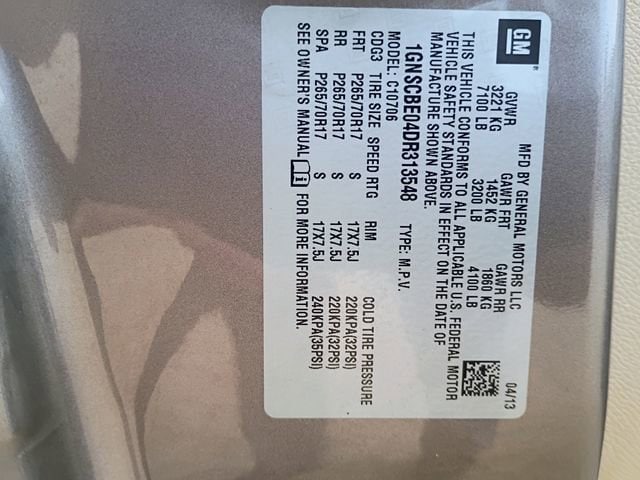 GM
MFD BY GENERAL MOTORS LLC 04/13
GVWR GAWR FRT GAWR RR
3221 KG 1452 KG 1860 KG
7100 LB 3200 LB 4100 LB
THIS VEHICLE CONFORMS TO ALL APPLICABLE U.S. FEDERAL MOTOR
VEHICLE SAFETY STANDARDS IN EFFECT ON THE DATE OF
MANUFACTURE SHOWN ABOVE.
1GNSCBE04DR313548 TYPE: M.P.V.
MODEL: C10706
CDG3 TIRE SIZE SPEED RTG RIM COLD TIRE PRESSURE
FRT P265/70R17 S 17X7.5J 220KPA(32PSI)
RR P265/70R17 S 17X7.5J 220KPA(32PSI)
SPA P265/70R17 S 17X7.5J 240KPA(35PSI)
SEE OWNER'S MANUAL FOR MORE INFORMATION.